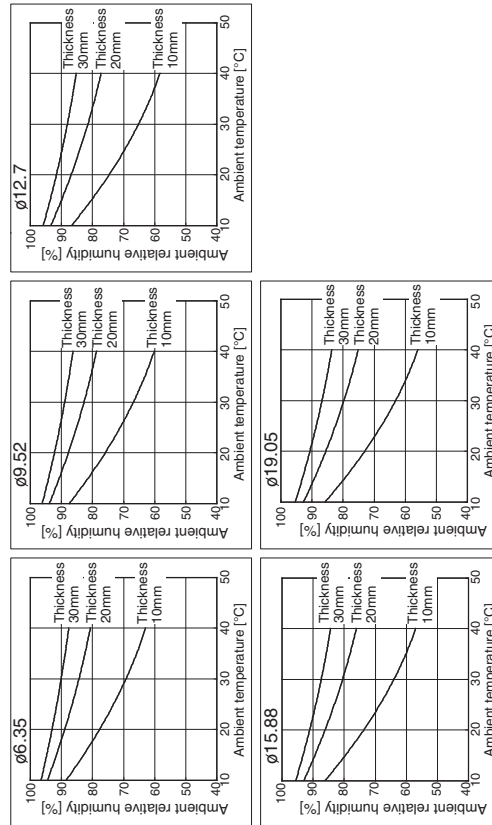 ø6.35
Ambient relative humidity [%]
100
90
80
70
60
50
40
Thickness
30mm
Thickness
20mm
Thickness
10mm
10
20
30
40
50
Ambient temperature [°C]
ø9.52
Ambient relative humidity [%]
100
90
80
70
60
50
40
Thickness
30mm
Thickness
20mm
Thickness
10mm
10
20
30
40
50
Ambient temperature [°C]
ø12.7
Ambient relative humidity [%]
100
90
80
70
60
50
40
Thickness
30mm
Thickness
20mm
Thickness
10mm
10
20
30
40
50
Ambient temperature [°C]
ø15.88
Ambient relative humidity [%]
100
90
80
70
60
50
40
Thickness
30mm
Thickness
20mm
Thickness
10mm
10
20
30
40
50
Ambient temperature [°C]
ø19.05
Ambient relative humidity [%]
100
90
80
70
60
50
40
Thickness
30mm
Thickness
20mm
Thickness
10mm
10
20
30
40
50
Ambient temperature [°C]